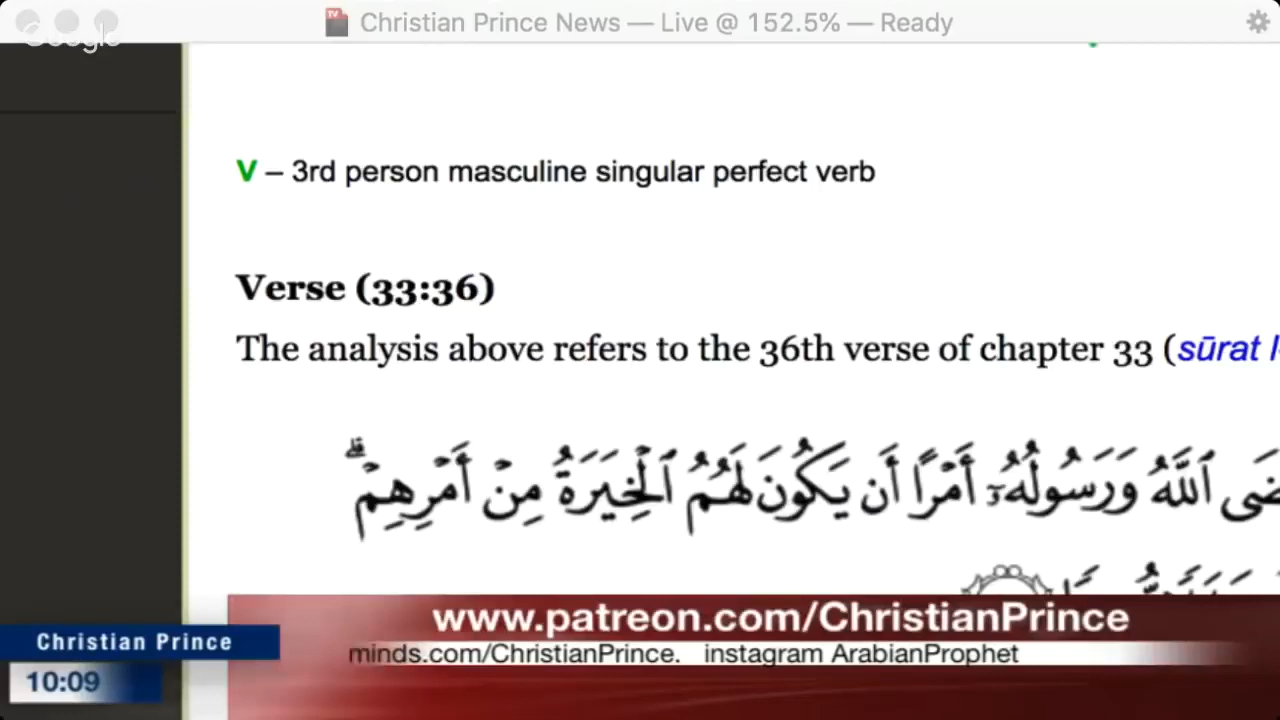 Christian Prince News — Live @ 152.5% — Ready
Google
V – 3rd person masculine singular perfect verb
Verse (33:36)
The analysis above refers to the 36th verse of chapter 33 (sūrat l-
ٱللَّهُ وَرَسُولُهُۥٓ أَمْرًا أَن يَكُونَ لَهُمُ ٱلْخِيَرَةُ مِنْ أَمْرِهِمْ ۗ
www.patreon.com/ChristianPrince
Christian Prince
minds.com/ChristianPrince. instagram ArabianProphet
10:09